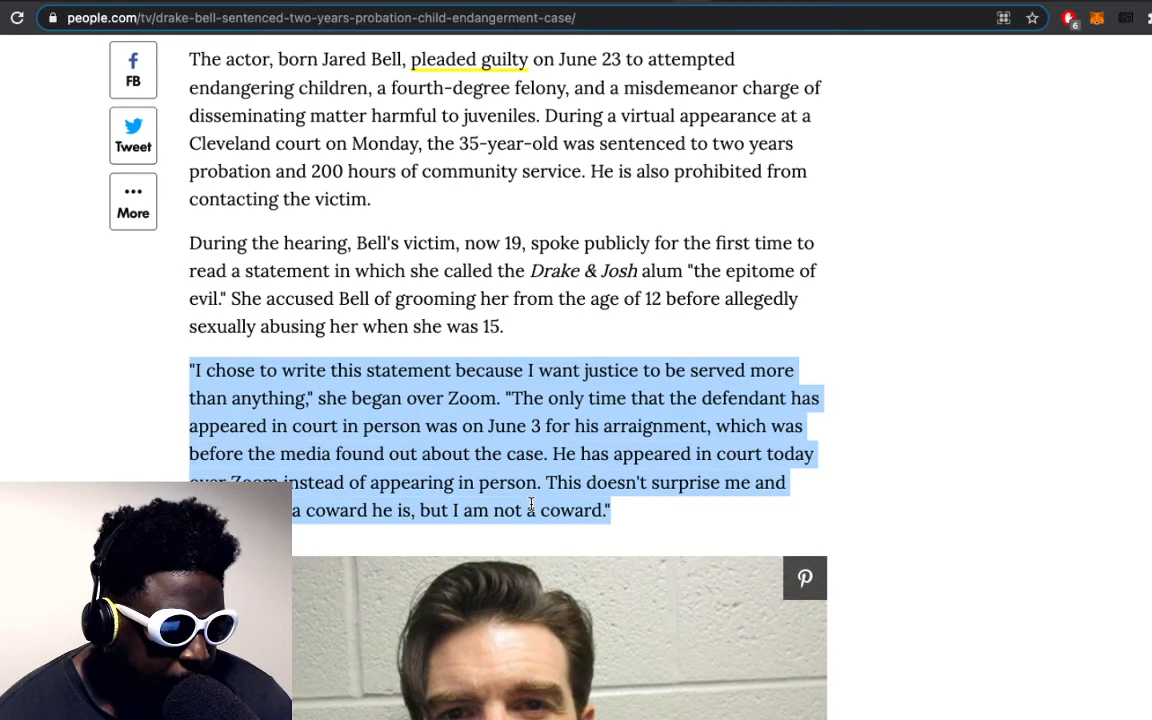 people.com/tv/drake-bell-sentenced-two-years-probation-child-endangerment-case/
6
FB
Tweet
More
The actor, born Jared Bell, pleaded guilty on June 23 to attempted
endangering children, a fourth-degree felony, and a misdemeanor charge of
disseminating matter harmful to juveniles. During a virtual appearance at a
Cleveland court on Monday, the 35-year-old was sentenced to two years
probation and 200 hours of community service. He is also prohibited from
contacting the victim.
During the hearing, Bell's victim, now 19, spoke publicly for the first time to
read a statement in which she called the Drake & Josh alum "the epitome of
evil." She accused Bell of grooming her from the age of 12 before allegedly
sexually abusing her when she was 15.
"I chose to write this statement because I want justice to be served more
than anything," she began over Zoom. "The only time that the defendant has
appeared in court in person was on June 3 for his arraignment, which was
before the media found out about the case. He has appeared in court today
over Zoom instead of appearing in person. This doesn't surprise me and
a coward he is, but I am not a coward."